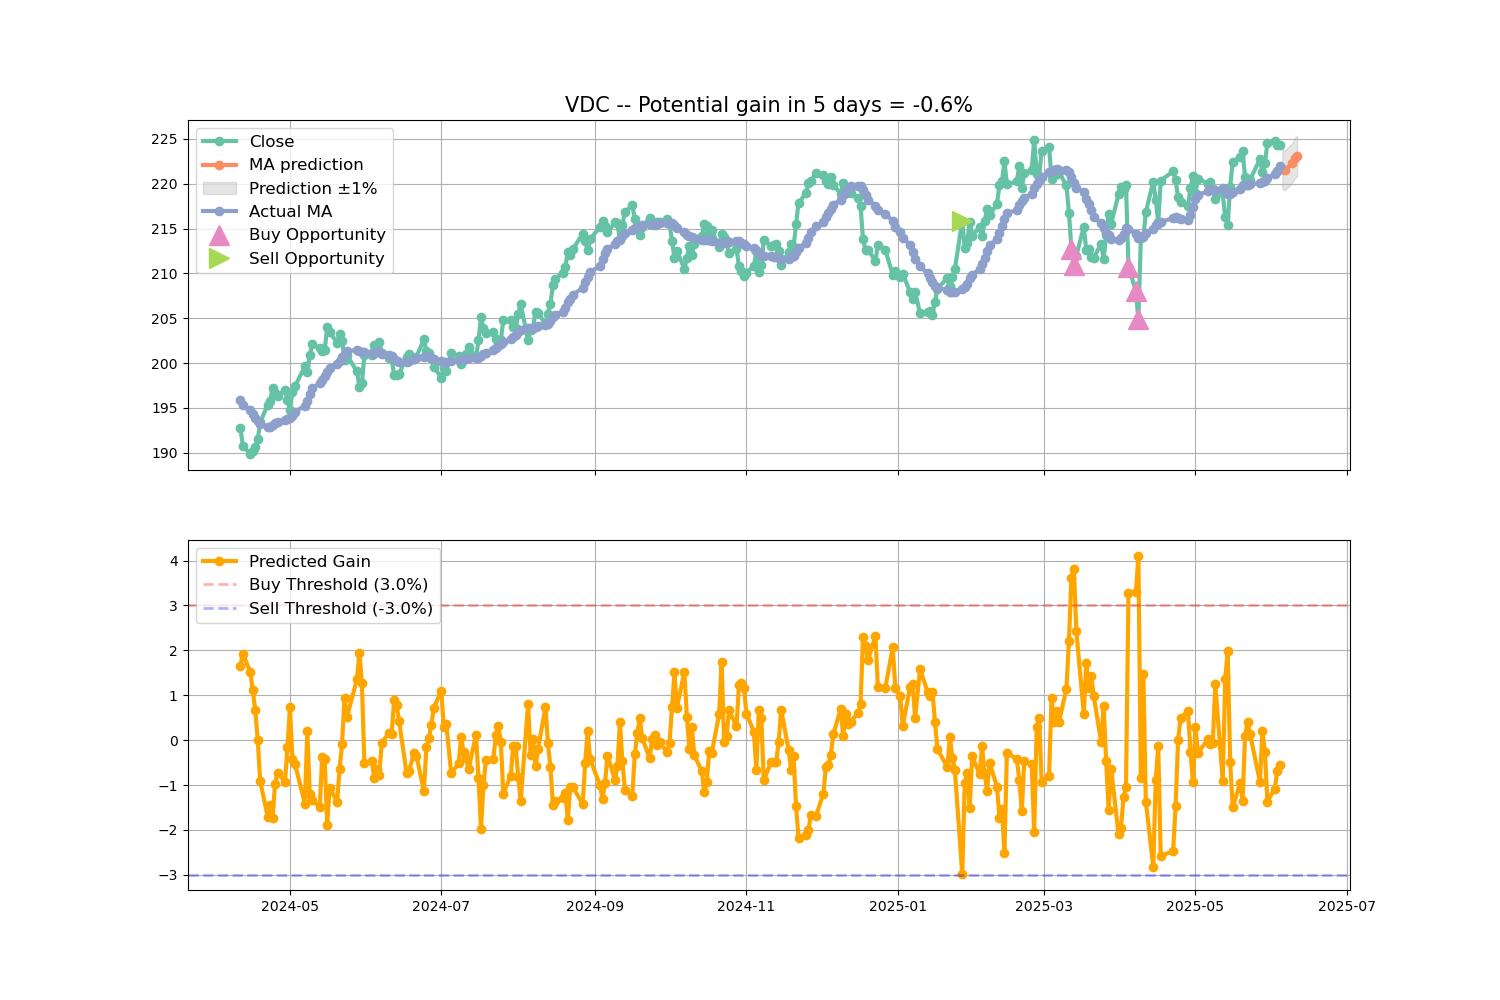 VDC -- Potential gain in 5 days = -0.6%
Close
MA prediction
Prediction ±1%
Actual MA
Buy Opportunity
Sell Opportunity
225
220
215
210
205
200
195
190
Predicted Gain
Buy Threshold (3.0%)
Sell Threshold (-3.0%)
4
3
2
1
0
−1
−2
−3
2024-05 2024-07 2024-09 2024-11 2025-01 2025-03 2025-05 2025-07